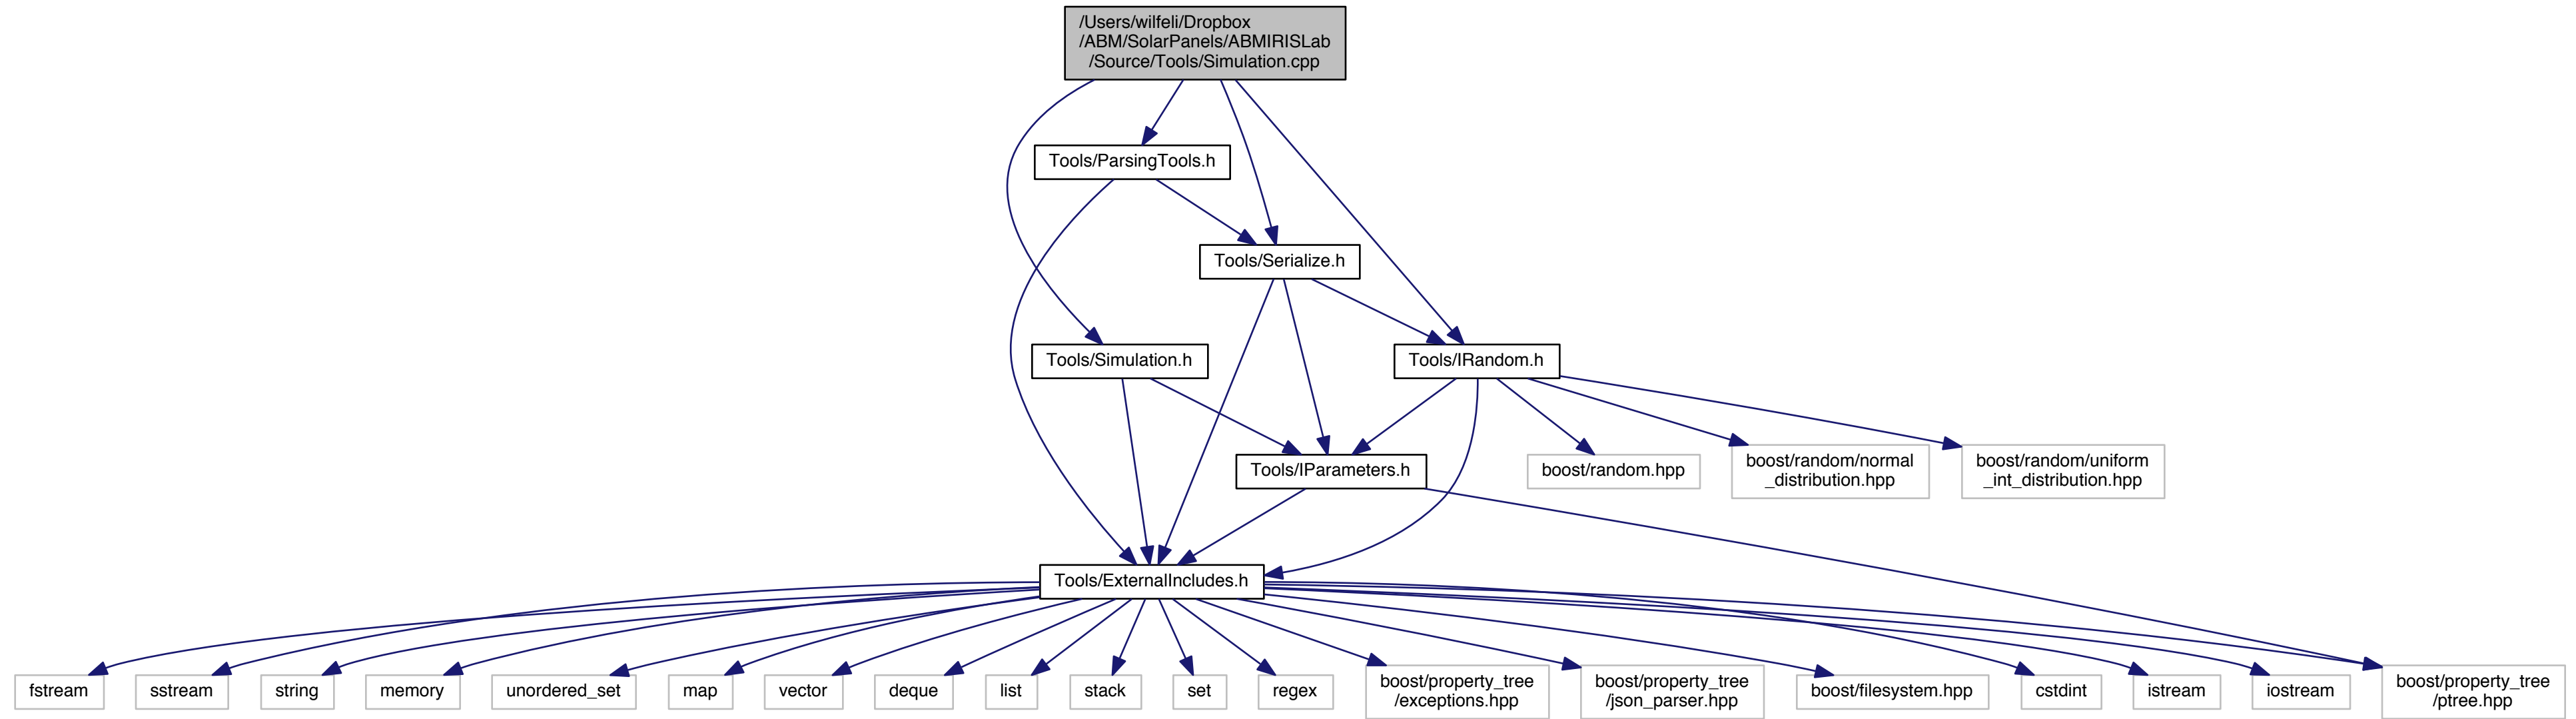 /Users/wilfeli/Dropbox
/ABM/SolarPanels/ABMIRISLab
/Source/Tools/Simulation.cpp
Tools/ParsingTools.h
Tools/Serialize.h
Tools/Simulation.h
Tools/IRandom.h
Tools/IParameters.h
boost/random.hpp
boost/random/normal
_distribution.hpp
boost/random/uniform
_int_distribution.hpp
Tools/ExternalIncludes.h
fstream
sstream
string
memory
unordered_set
map
vector
deque
list
stack
set
regex
boost/property_tree
/exceptions.hpp
boost/property_tree
/json_parser.hpp
boost/filesystem.hpp
cstdint
istream
iostream
boost/property_tree
/ptree.hpp